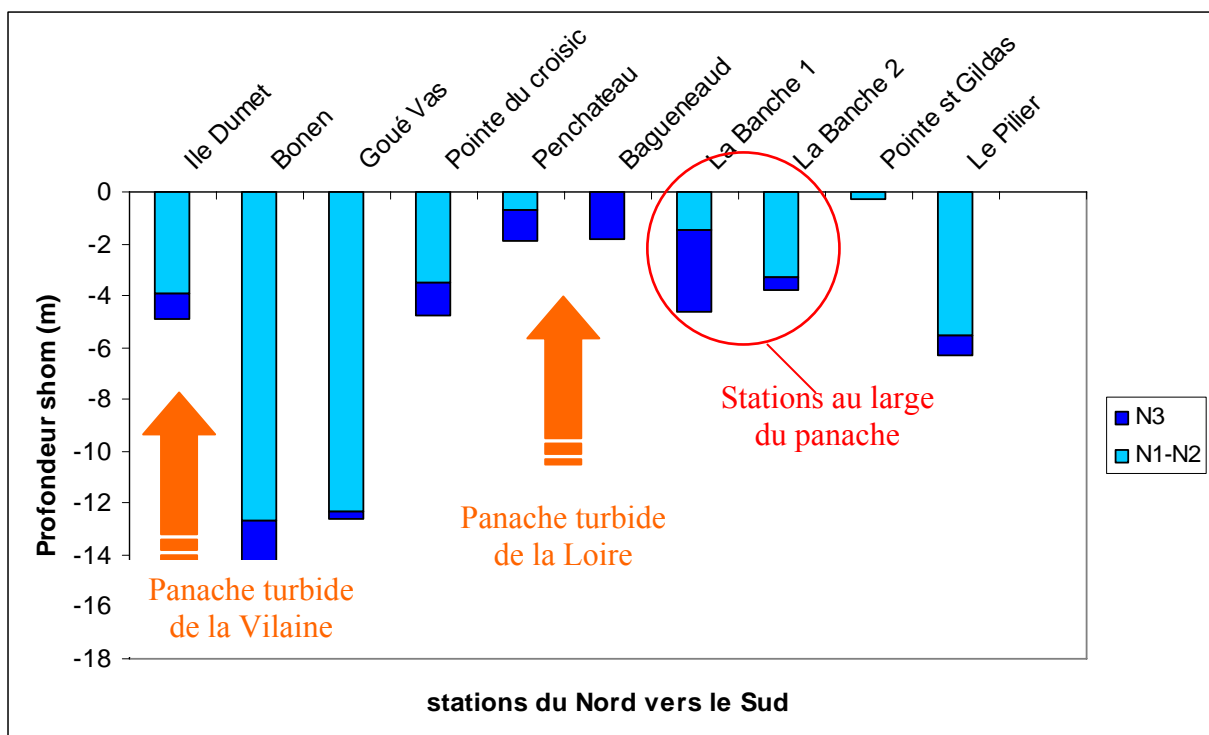 Ile Dumet
Bonen
Goué Vas
Pointe du croisic
Penchateau
Bagueneaud
La Banche 1
La Banche 2
Pointe st Gildas
Le Pilier
Profondeur shom (m)
0
-2
-4
-6
-8
-10
-12
-14
-16
-18
Stations au large
du panache
Panache turbide
de la Loire
Panache turbide
de la Vilaine
N3
N1-N2
stations du Nord vers le Sud